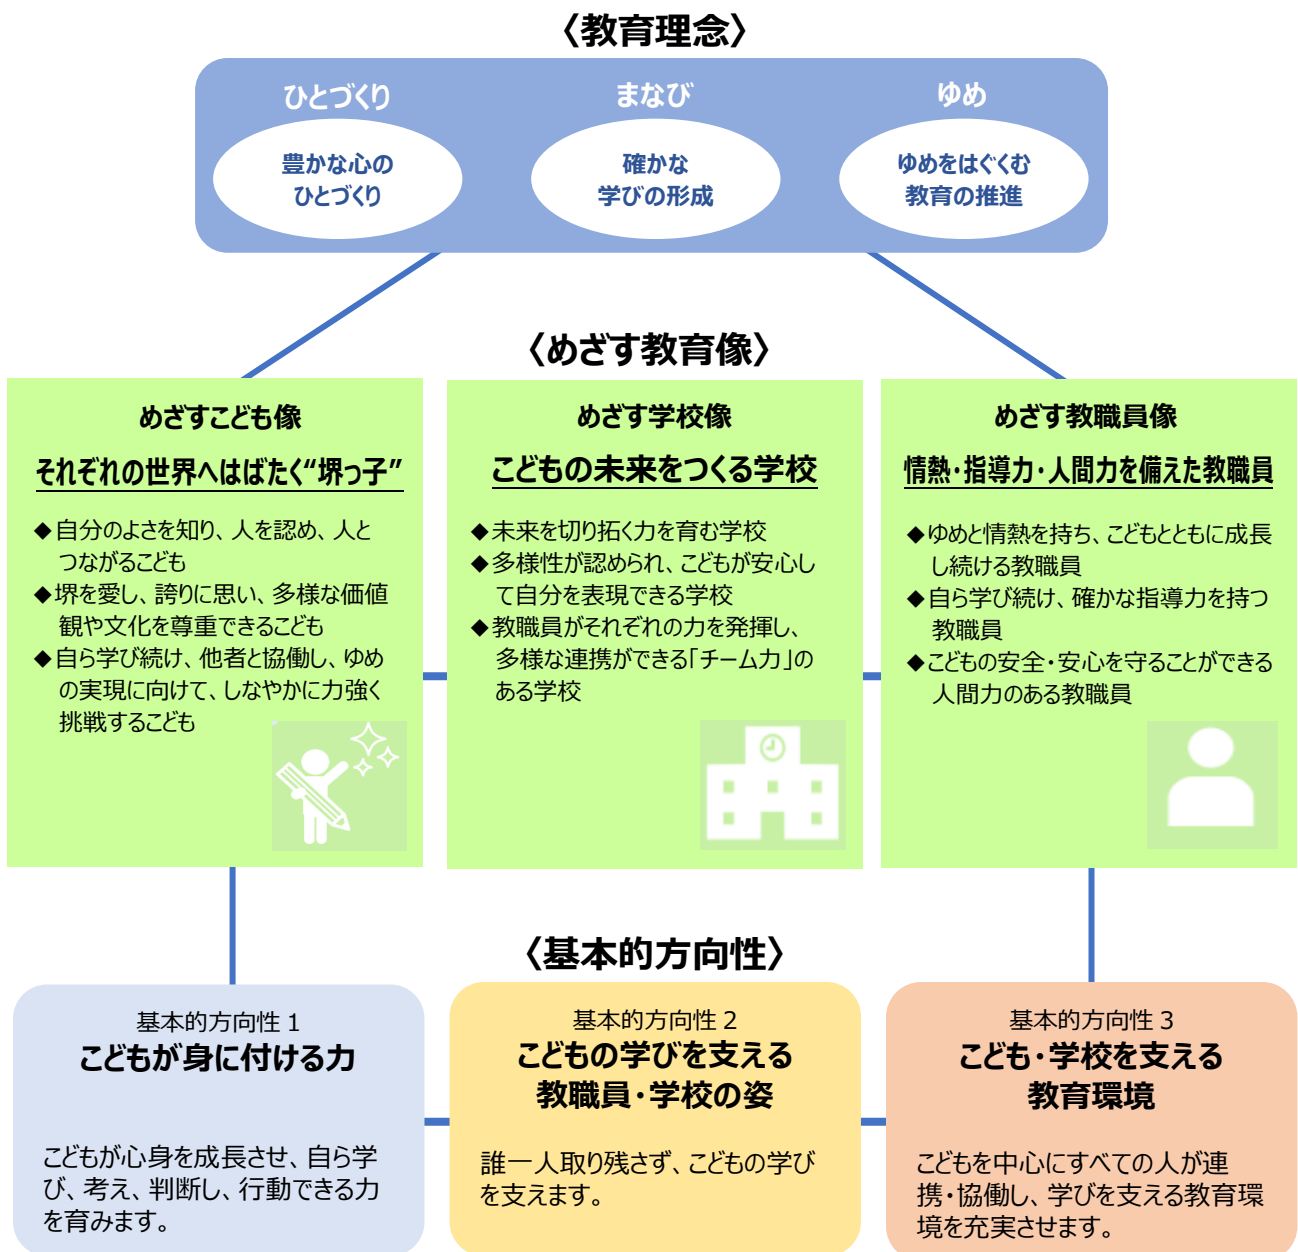 〈教育理念〉
ひとづくり
豊かな心の
ひとづくり
まなび
確かな
学びの形成
ゆめ
ゆめをはぐくむ
教育の推進
〈めざす教育像〉
めざすこども像
それぞれの世界へはばたく“堺っ子”
◆自分のよさを知り、人を認め、人と
つながるこども
◆堺を愛し、誇りに思い、多様な価値
観や文化を尊重できるこども
◆自ら学び続け、他者と協働し、ゆめ
の実現に向けて、しなやかに力強く
挑戦するこども
めざす学校像
こどもの未来をつくる学校
◆未来を切り拓く力を育む学校
◆多様性が認められ、こどもが安心し
て自分を表現できる学校
◆教職員がそれぞれの力を発揮し、
多様な連携ができる「チーム力」の
ある学校
めざす教職員像
情熱・指導力・人間力を備えた教職員
◆ゆめと情熱を持ち、こどもとともに成長
し続ける教職員
◆自ら学び続け、確かな指導力を持つ
教職員
◆こどもの安全・安心を守ることができる
人間力のある教職員
〈基本的方向性〉
基本的方向性 1
こどもが身に付ける力
こどもが心身を成長させ、自ら学
び、考え、判断し、行動できる力
を育みます。
基本的方向性 2
こどもの学びを支える
教職員・学校の姿
誰一人取り残さず、こどもの学び
を支えます。
基本的方向性 3
こども・学校を支える
教育環境
こどもを中心にすべての人が連
携・協働し、学びを支える教育環
境を充実させます。